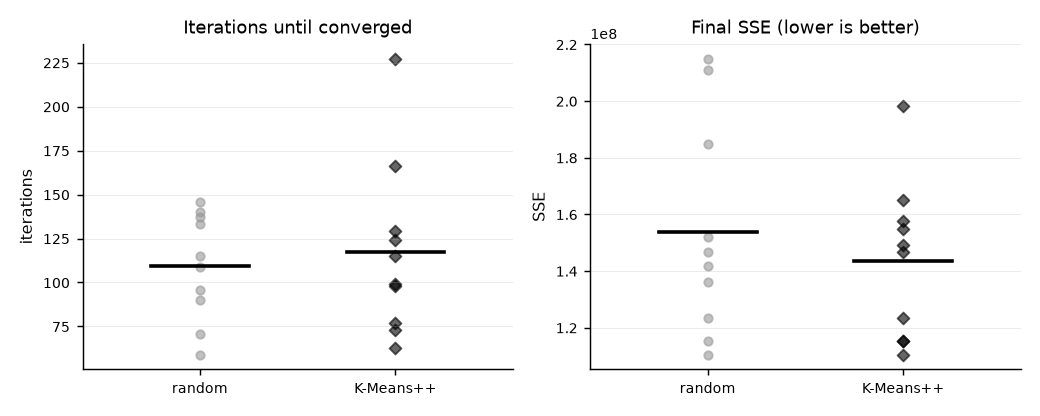 Iterations until converged
iterations
225
200
175
150
125
100
75
random K-Means++
Final SSE (lower is better)
1e8
SSE
2.2
2.0
1.8
1.6
1.4
1.2
random K-Means++